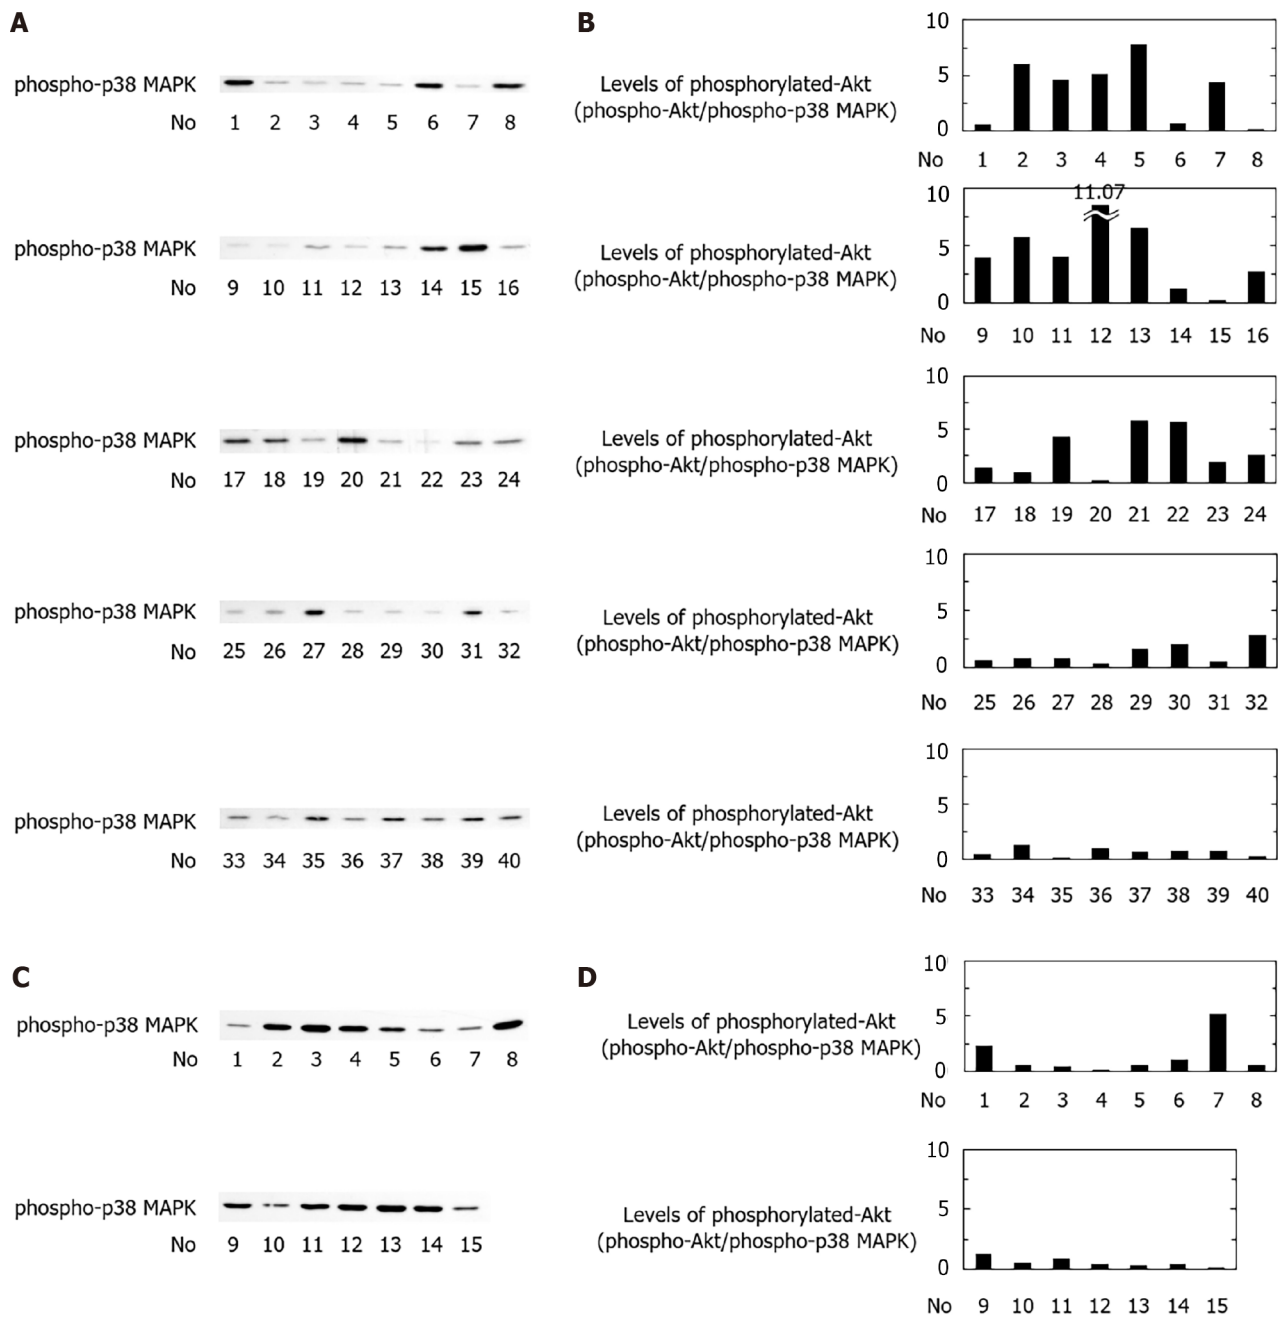 A
phospho-p38 MAPK
No 1 2 3 4 5 6 7 8
phospho-p38 MAPK
No 9 10 11 12 13 14 15 16
phospho-p38 MAPK
No 17 18 19 20 21 22 23 24
phospho-p38 MAPK
No 25 26 27 28 29 30 31 32
phospho-p38 MAPK
No 33 34 35 36 37 38 39 40
B
Levels of phosphorylated-Akt
(phospho-Akt/phospho-p38 MAPK)
10
5
0
No 1 2 3 4 5 6 7 8
Levels of phosphorylated-Akt
(phospho-Akt/phospho-p38 MAPK)
11.07
10
5
0
No 9 10 11 12 13 14 15 16
Levels of phosphorylated-Akt
(phospho-Akt/phospho-p38 MAPK)
10
5
0
No 17 18 19 20 21 22 23 24
Levels of phosphorylated-Akt
(phospho-Akt/phospho-p38 MAPK)
10
5
0
No 25 26 27 28 29 30 31 32
Levels of phosphorylated-Akt
(phospho-Akt/phospho-p38 MAPK)
10
5
0
No 33 34 35 36 37 38 39 40
C
phospho-p38 MAPK
No 1 2 3 4 5 6 7 8
phospho-p38 MAPK
No 9 10 11 12 13 14 15
D
Levels of phosphorylated-Akt
(phospho-Akt/phospho-p38 MAPK)
10
5
0
No 1 2 3 4 5 6 7 8
Levels of phosphorylated-Akt
(phospho-Akt/phospho-p38 MAPK)
10
5
0
No 9 10 11 12 13 14 15